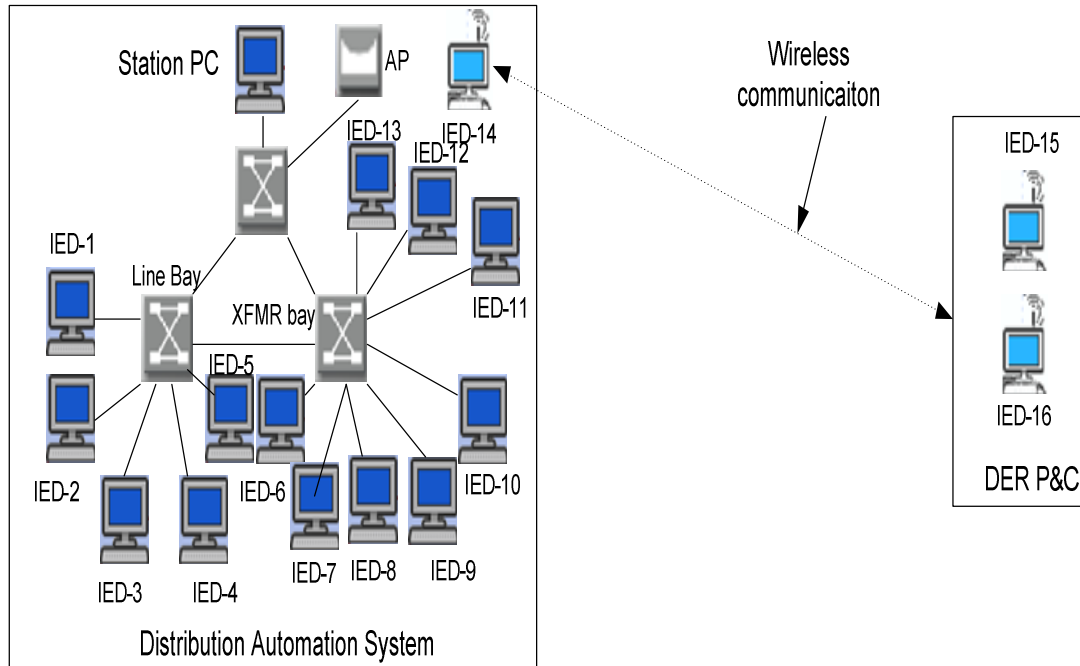 Station PC
AP
Wireless
communicaiton
IED-13
IED-14
IED-12
IED-15
IED-1
Line Bay
XFMR bay
IED-11
IED-5
IED-16
IED-2
IED-6
IED-10
DER P&C
IED-3
IED-4
IED-7
IED-8
IED-9
Distribution Automation System